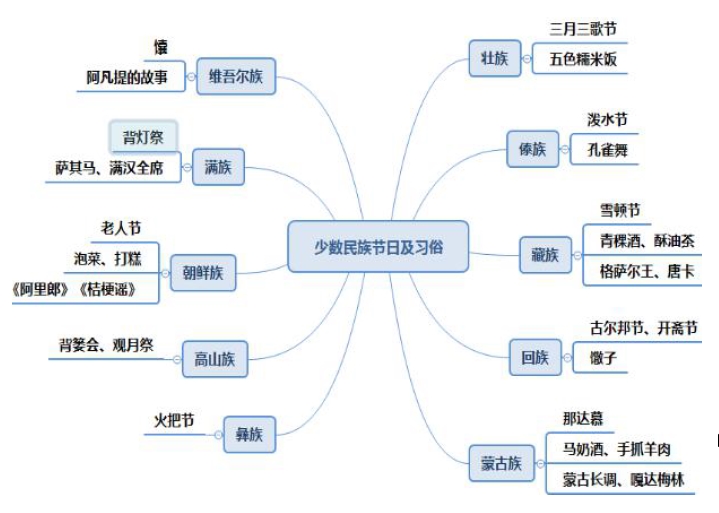 少数民族节日及习俗
壮族
三月三歌节
五色糯米饭
傣族
泼水节
孔雀舞
藏族
雪顿节
青稞酒、酥油茶
格萨尔王、唐卡
回族
古尔邦节、开斋节
馓子
蒙古族
那达慕
马奶酒、手抓羊肉
蒙古长调、嘎达梅林
维吾尔族
馕
阿凡提的故事
满族
背灯祭
萨其马、满汉全席
朝鲜族
老人节
泡菜、打糕
《阿里郎》《桔梗谣》
高山族
背篓会、观月祭
彝族
火把节